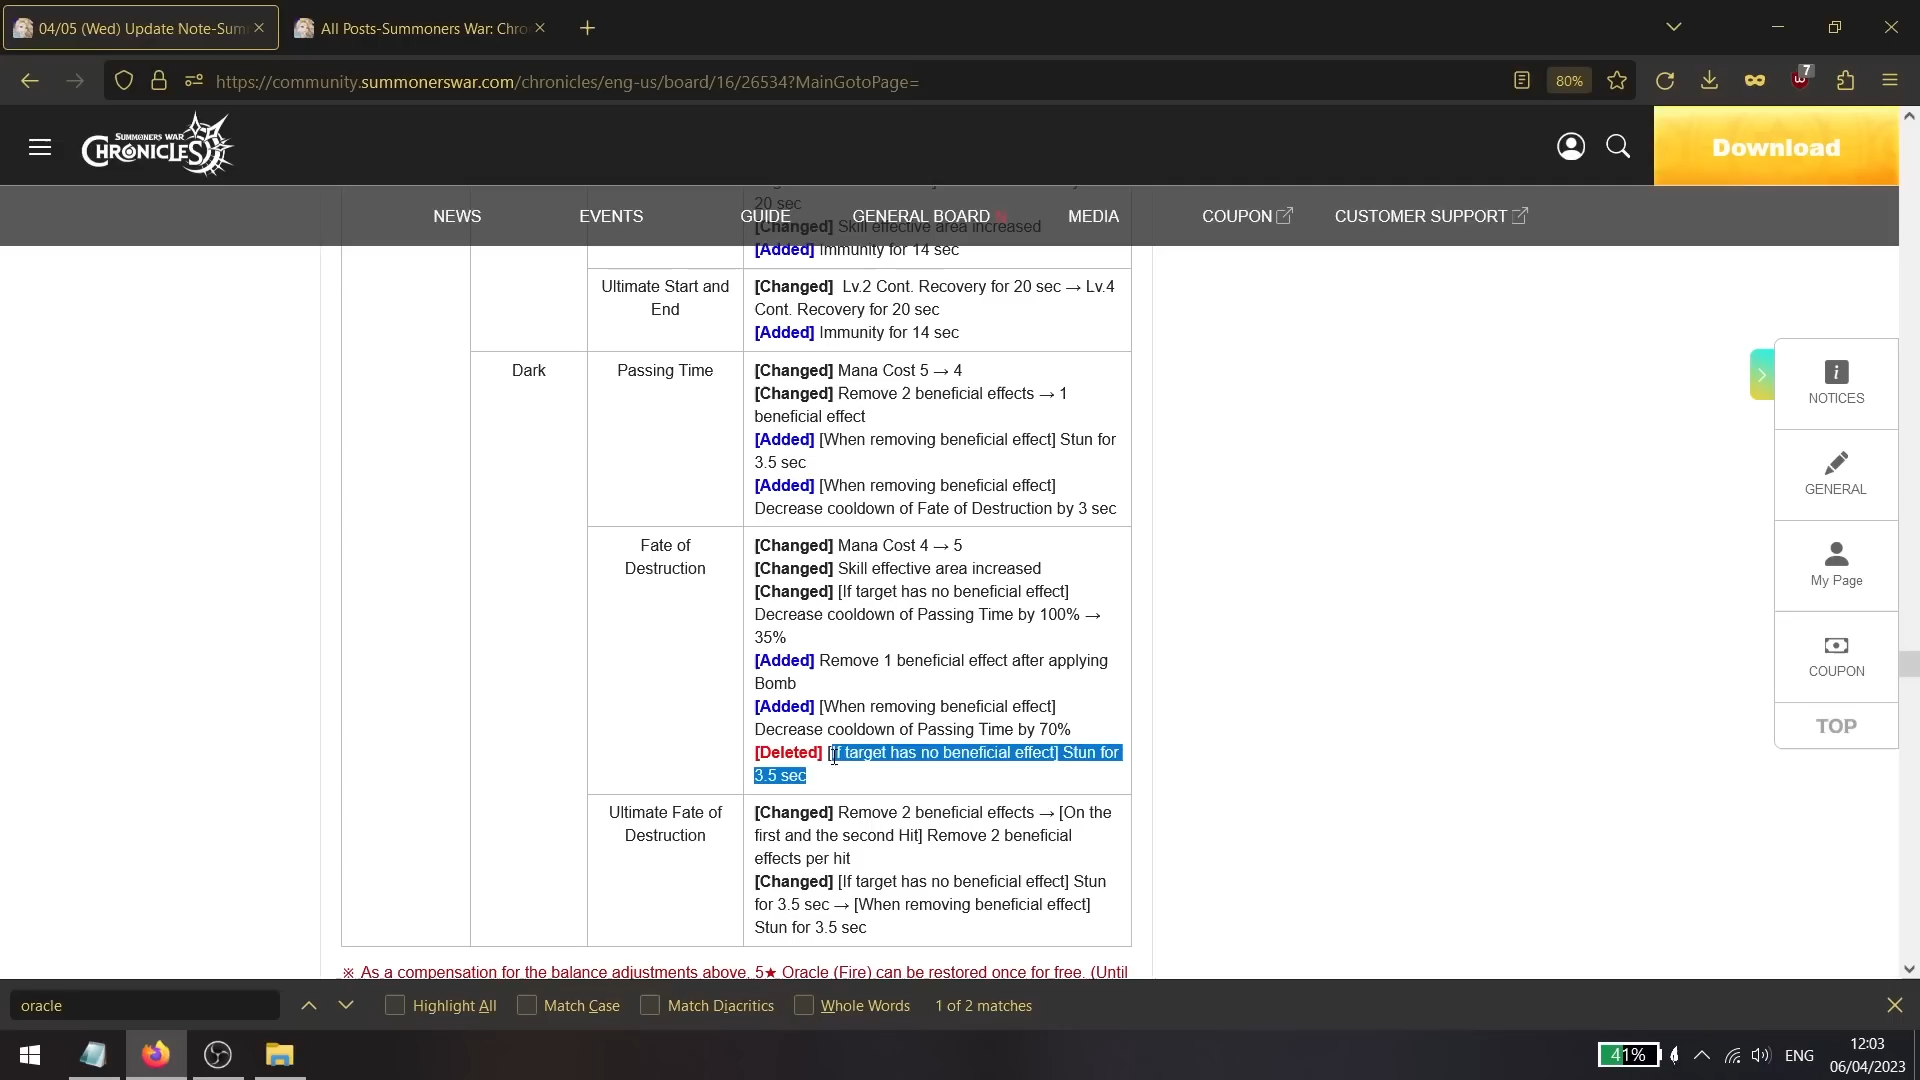 04/05 (Wed) Update Note-Sum
All Posts-Summoners War: Chro
https://community.summonerswar.com/chronicles/eng-us/board/16/26534?MainGotoPage=
80%
7
SUMMONERS WAR
CHRONICLES
Download
20 sec
NEWS
EVENTS
GUIDE
GENERAL BOARD N
MEDIA
COUPON
CUSTOMER SUPPORT
[Changed] Skill effective area increased
[Added] Immunity for 14 sec
Ultimate Start and
End
[Changed] Lv.2 Cont. Recovery for 20 sec → Lv.4
Cont. Recovery for 20 sec
[Added] Immunity for 14 sec
Dark
Passing Time
[Changed] Mana Cost 5 → 4
[Changed] Remove 2 beneficial effects → 1
beneficial effect
[Added] [When removing beneficial effect] Stun for
3.5 sec
[Added] [When removing beneficial effect]
Decrease cooldown of Fate of Destruction by 3 sec
Fate of
Destruction
[Changed] Mana Cost 4 → 5
[Changed] Skill effective area increased
[Changed] [If target has no beneficial effect]
Decrease cooldown of Passing Time by 100% →
35%
[Added] Remove 1 beneficial effect after applying
Bomb
[Added] [When removing beneficial effect]
Decrease cooldown of Passing Time by 70%
[Deleted] [If target has no beneficial effect] Stun for
3.5 sec
Ultimate Fate of
Destruction
[Changed] Remove 2 beneficial effects → [On the
first and the second Hit] Remove 2 beneficial
effects per hit
[Changed] [If target has no beneficial effect] Stun
for 3.5 sec → [When removing beneficial effect]
Stun for 3.5 sec
※ As a compensation for the balance adjustments above, 5★ Oracle (Fire) can be restored once for free. (Until
NOTICES
GENERAL
My Page
COUPON
TOP
oracle
Highlight All
Match Case
Match Diacritics
Whole Words
1 of 2 matches
41%
ENG
12:03
06/04/2023